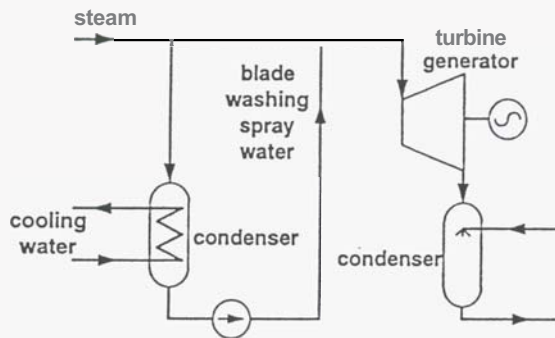 steam
turbine
generator
blade
washing
spray
water
cooling
water
condenser
condenser